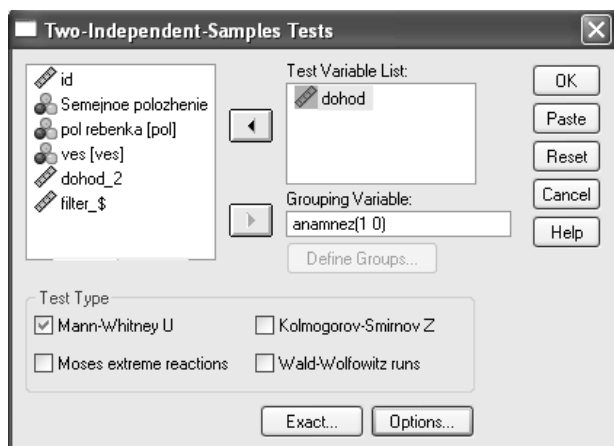 Two-Independent-Samples Tests
id
Semejnoe polozhenie
pol rebenka [pol]
ves [ves]
dohod_2
filter_$
Test Variable List:
dohod
Grouping Variable:
anamnez(1 0)
Define Groups...
OK
Paste
Reset
Cancel
Help
Test Type
Mann-Whitney U
Kolmogorov-Smirnov Z
Moses extreme reactions
Wald-Wolfowitz runs
Exact...
Options...